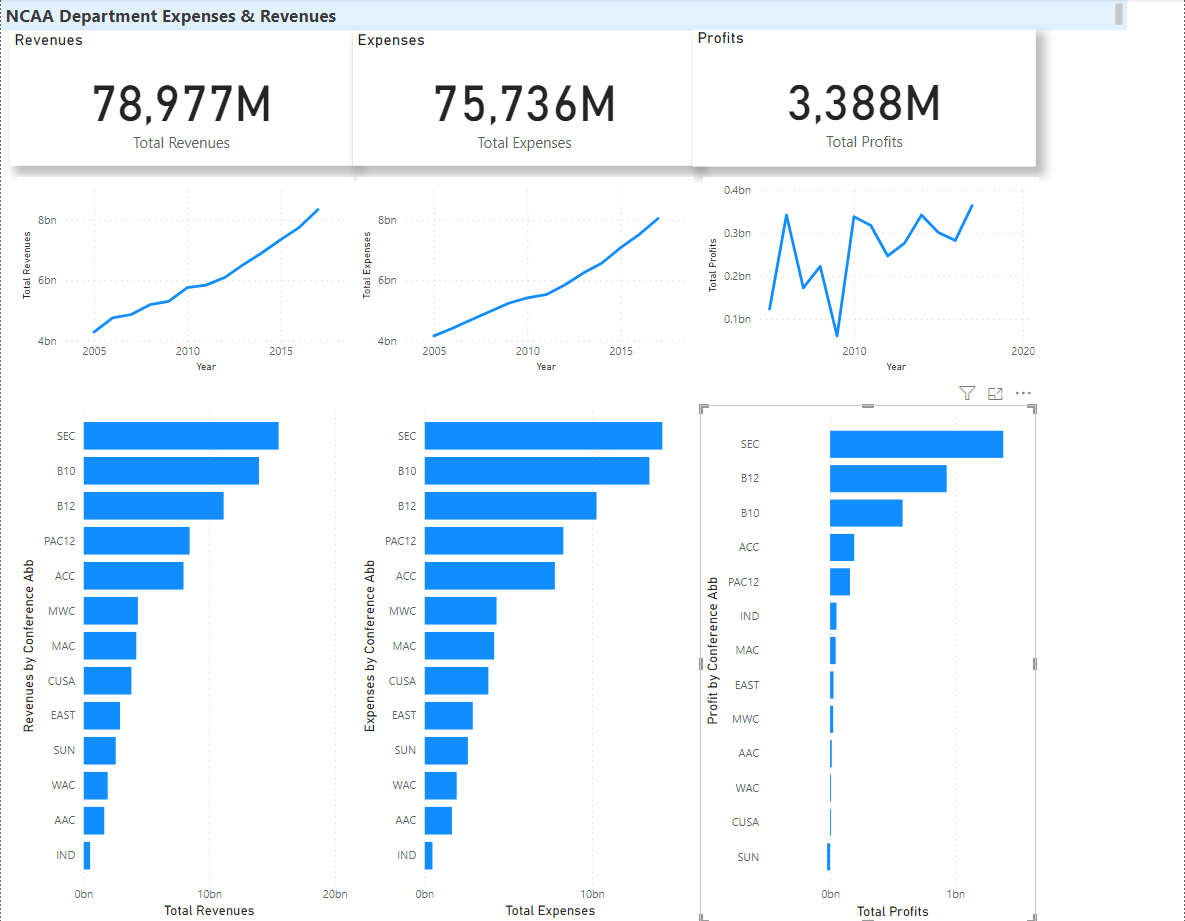 NCAA Department Expenses & Revenues
Revenues
78,977M
Total Revenues
Expenses
75,736M
Total Expenses
Profits
3,388M
Total Profits
Total Revenues
8bn
6bn
4bn
2005 2010 2015
Year
Total Expenses
8bn
6bn
4bn
2005 2010 2015
Year
Total Profits
0.4bn
0.3bn
0.2bn
0.1bn
2010 2020
Year
Revenues by Conference Abb
SEC
B10
B12
PAC12
ACC
MWC
MAC
CUSA
EAST
SUN
WAC
AAC
IND
0bn 10bn 20bn
Total Revenues
Expenses by Conference Abb
SEC
B10
B12
PAC12
ACC
MWC
MAC
CUSA
EAST
SUN
WAC
AAC
IND
0bn 10bn
Total Expenses
Profit by Conference Abb
SEC
B12
B10
ACC
PAC12
IND
MAC
EAST
MWC
AAC
WAC
CUSA
SUN
0bn 1bn
Total Profits